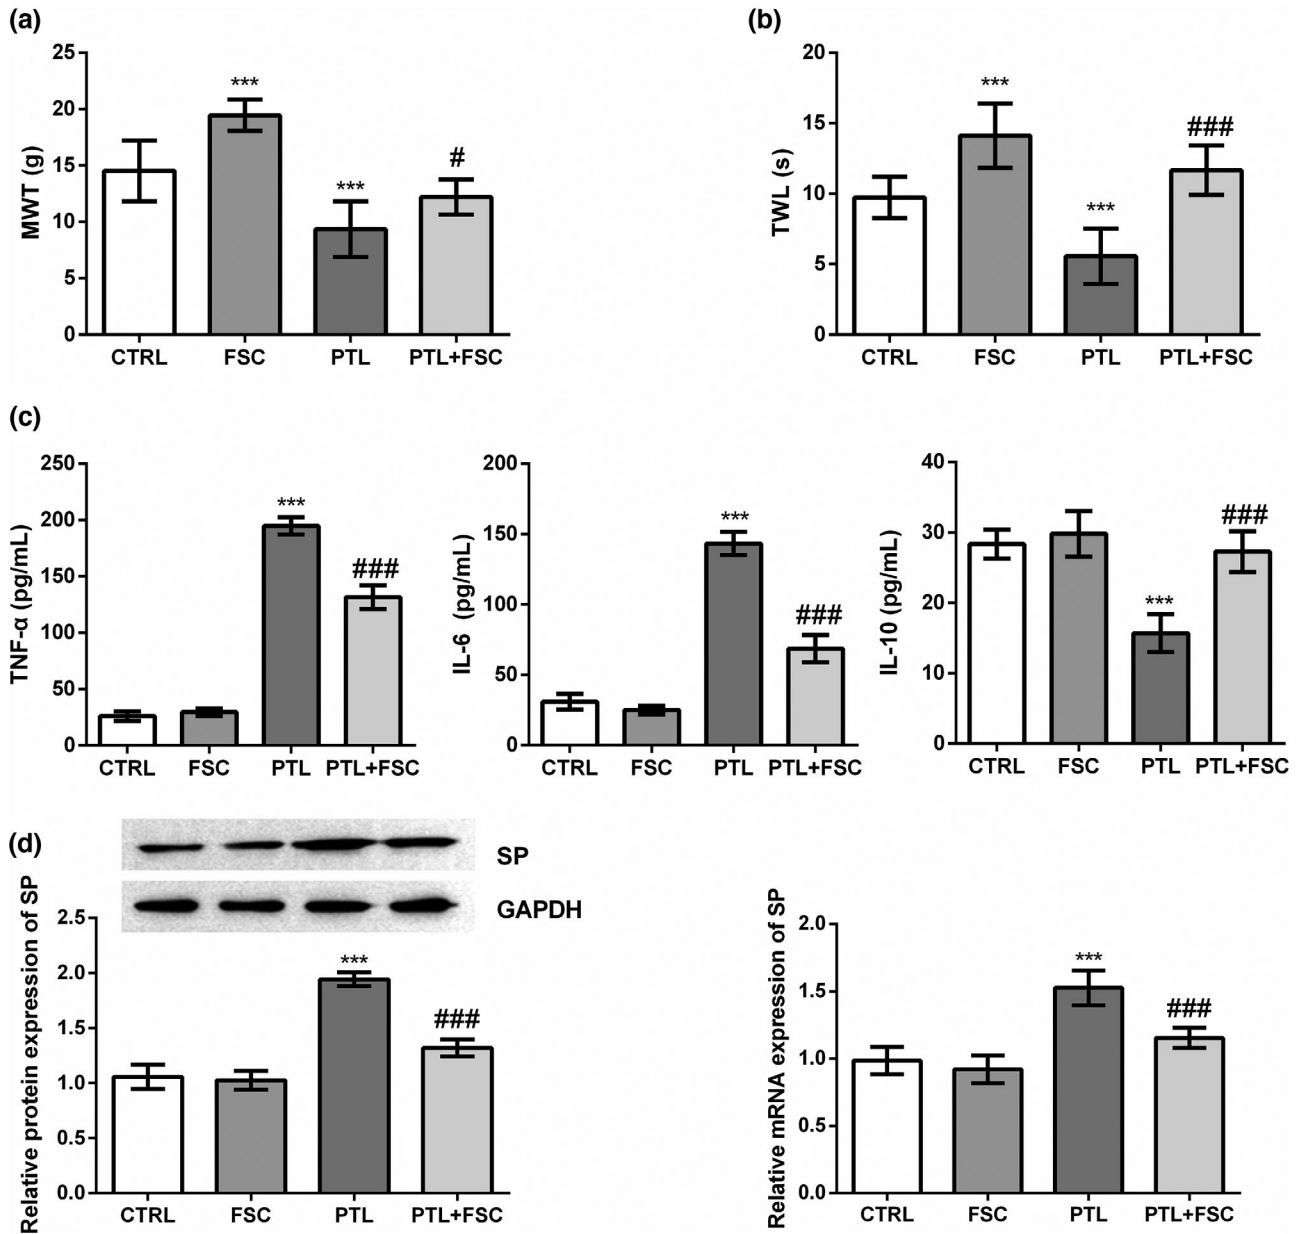 (a)
25
20
15
10
5
0
MWT (g)
***
***
#
CTRL FSC PTL PTL+FSC
(b)
20
15
10
5
0
TWL (s)
***
***
###
CTRL FSC PTL PTL+FSC
(c)
250
200
150
100
50
0
TNF-α (pg/mL)
***
###
CTRL FSC PTL PTL+FSC
200
150
100
50
0
IL-6 (pg/mL)
***
###
CTRL FSC PTL PTL+FSC
40
30
20
10
0
IL-10 (pg/mL)
***
###
CTRL FSC PTL PTL+FSC
(d)
SP
GAPDH
2.5
2.0
1.5
1.0
0.5
0.0
Relative protein expression of SP
***
###
CTRL FSC PTL PTL+FSC
2.0
1.5
1.0
0.5
0.0
Relative mRNA expression of SP
***
###
CTRL FSC PTL PTL+FSC